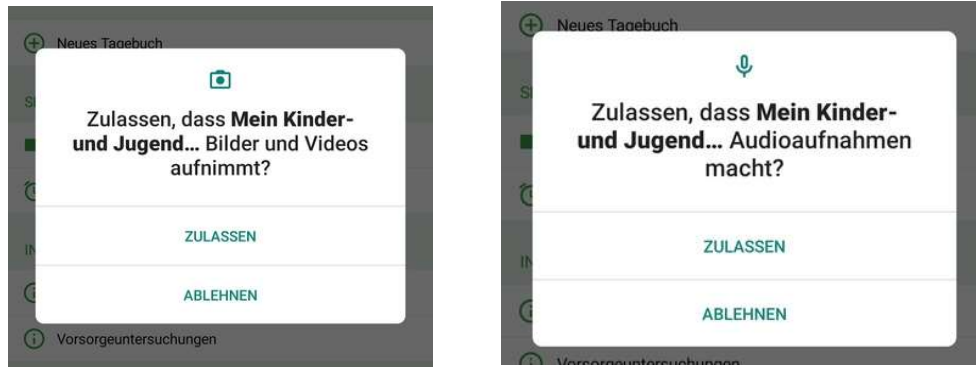 Neues Tagebuch
Zulassen, dass Mein Kinder-
und Jugend... Bilder und Videos
aufnimmt?
ZULASSEN
ABLEHNEN
Vorsorgeuntersuchungen
Neues Tagebuch
Zulassen, dass Mein Kinder-
und Jugend... Audioaufnahmen
macht?
ZULASSEN
ABLEHNEN
Vorsorgeuntersuchungen